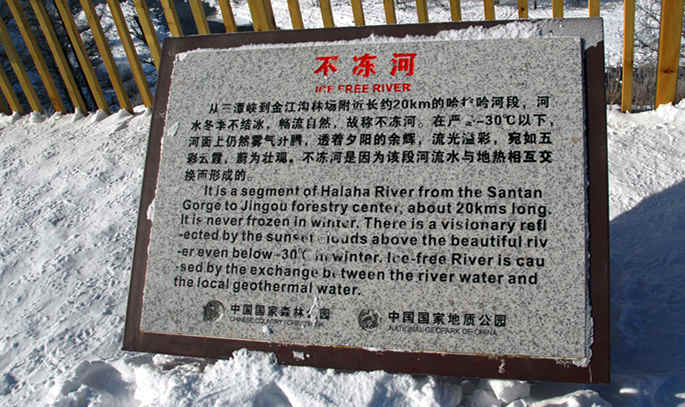 不冻河
ICE FREE RIVER
从三潭峡到金江沟林场附近长约20km的哈拉哈河段，河
水冬季不结冰，畅流自然，故称不冻河。在严寒-30℃以下，
河面上仍然雾气升腾，透着夕阳的余辉，流光溢彩，宛如五
彩云霞，蔚为壮观。不冻河是因为该段河流水与地热相互交
换而形成的。
It is a segment of Halaha River from the Santan
Gorge to Jingou forestry center, about 20kms long.
It is never frozen in winter. There is a visionary refl
-ected by the sunset clouds above the beautiful riv
-er even below -30℃ in winter. Ice-free River is cau
-sed by the exchange between the river water and
the local geothermal water.
中国国家森林公园 中国国家地质公园
CHINESE COUNTRY FOREST PARK NATIONAL GEOPARK OF CHINA